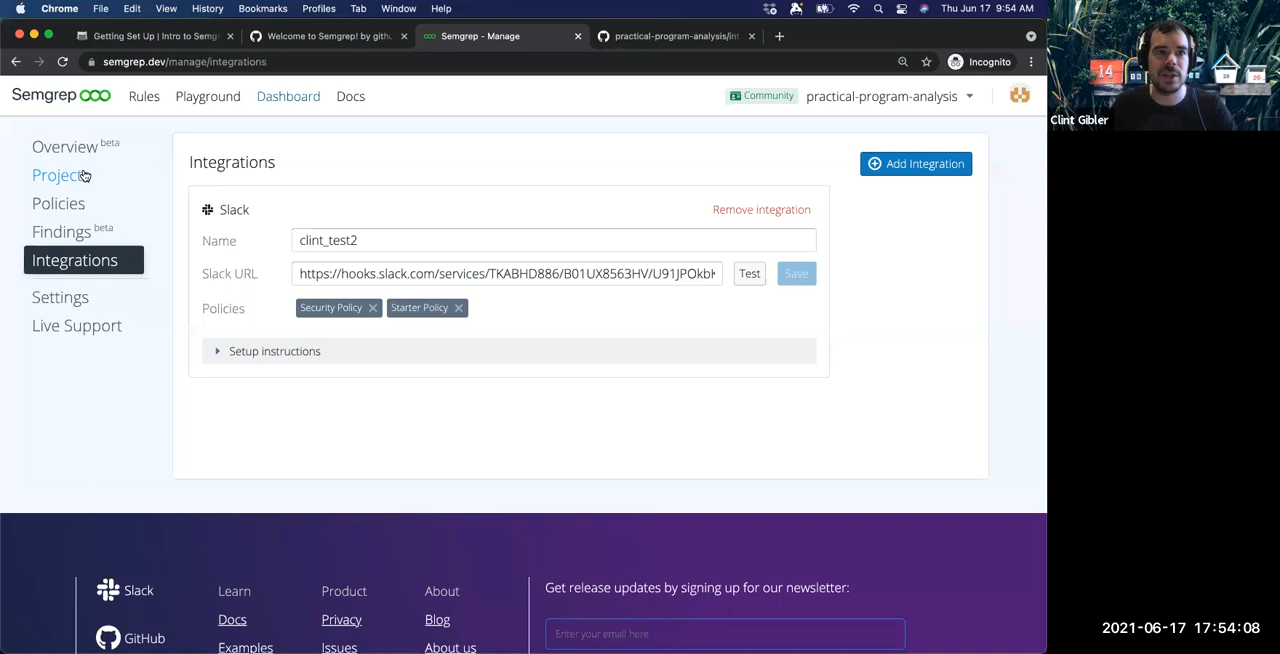 Chrome File Edit View History Bookmarks Profiles Tab Window Help Thu Jun 17 9:54 AM
Getting Set Up | Intro to Semg
Welcome to Semgrep! by githu
Semgrep - Manage
practical-program-analysis/int
semgrep.dev/manage/integrations
Incognito
Semgrep Rules Playground Dashboard Docs
Community practical-program-analysis
Overview beta
Project
Policies
Findings beta
Integrations
Settings
Live Support
Integrations
Add Integration
Slack
Remove integration
Name clint_test2
Slack URL https://hooks.slack.com/services/TKABHD886/B01UX8563HV/U91JPOkbH
Test Save
Policies Security Policy Starter Policy
Setup instructions
Slack
GitHub
Learn
Docs
Examples
Product
Privacy
Issues
About
Blog
About us
Get release updates by signing up for our newsletter:
Enter your email here
14
Clint Gibler
2021-06-17 17:54:08